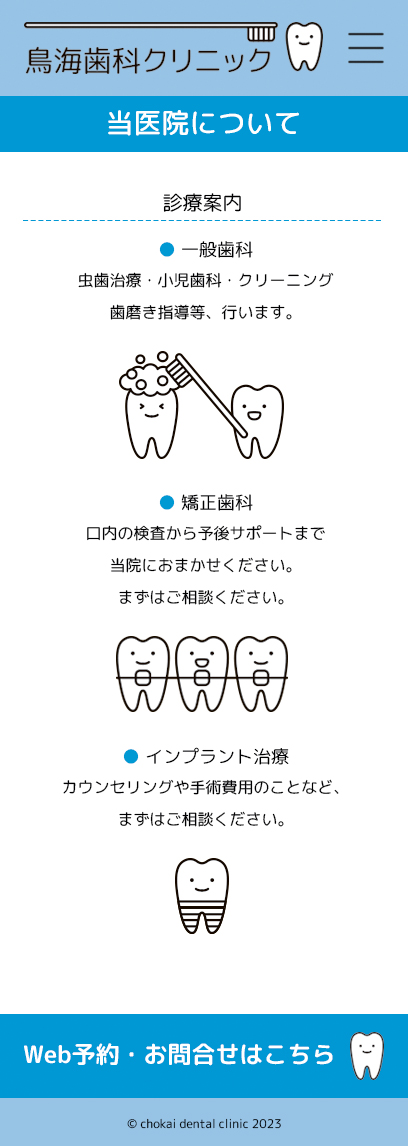 鳥海歯科クリニック
当医院について
診療案内
● 一般歯科
虫歯治療・小児歯科・クリーニング
歯磨き指導等、行います。
● 矯正歯科
口内の検査から予後サポートまで
当院におまかせください。
まずはご相談ください。
● インプラント治療
カウンセリングや手術費用のことなど、
まずはご相談ください。
Web予約・お問合せはこちら
© chokai dental clinic 2023